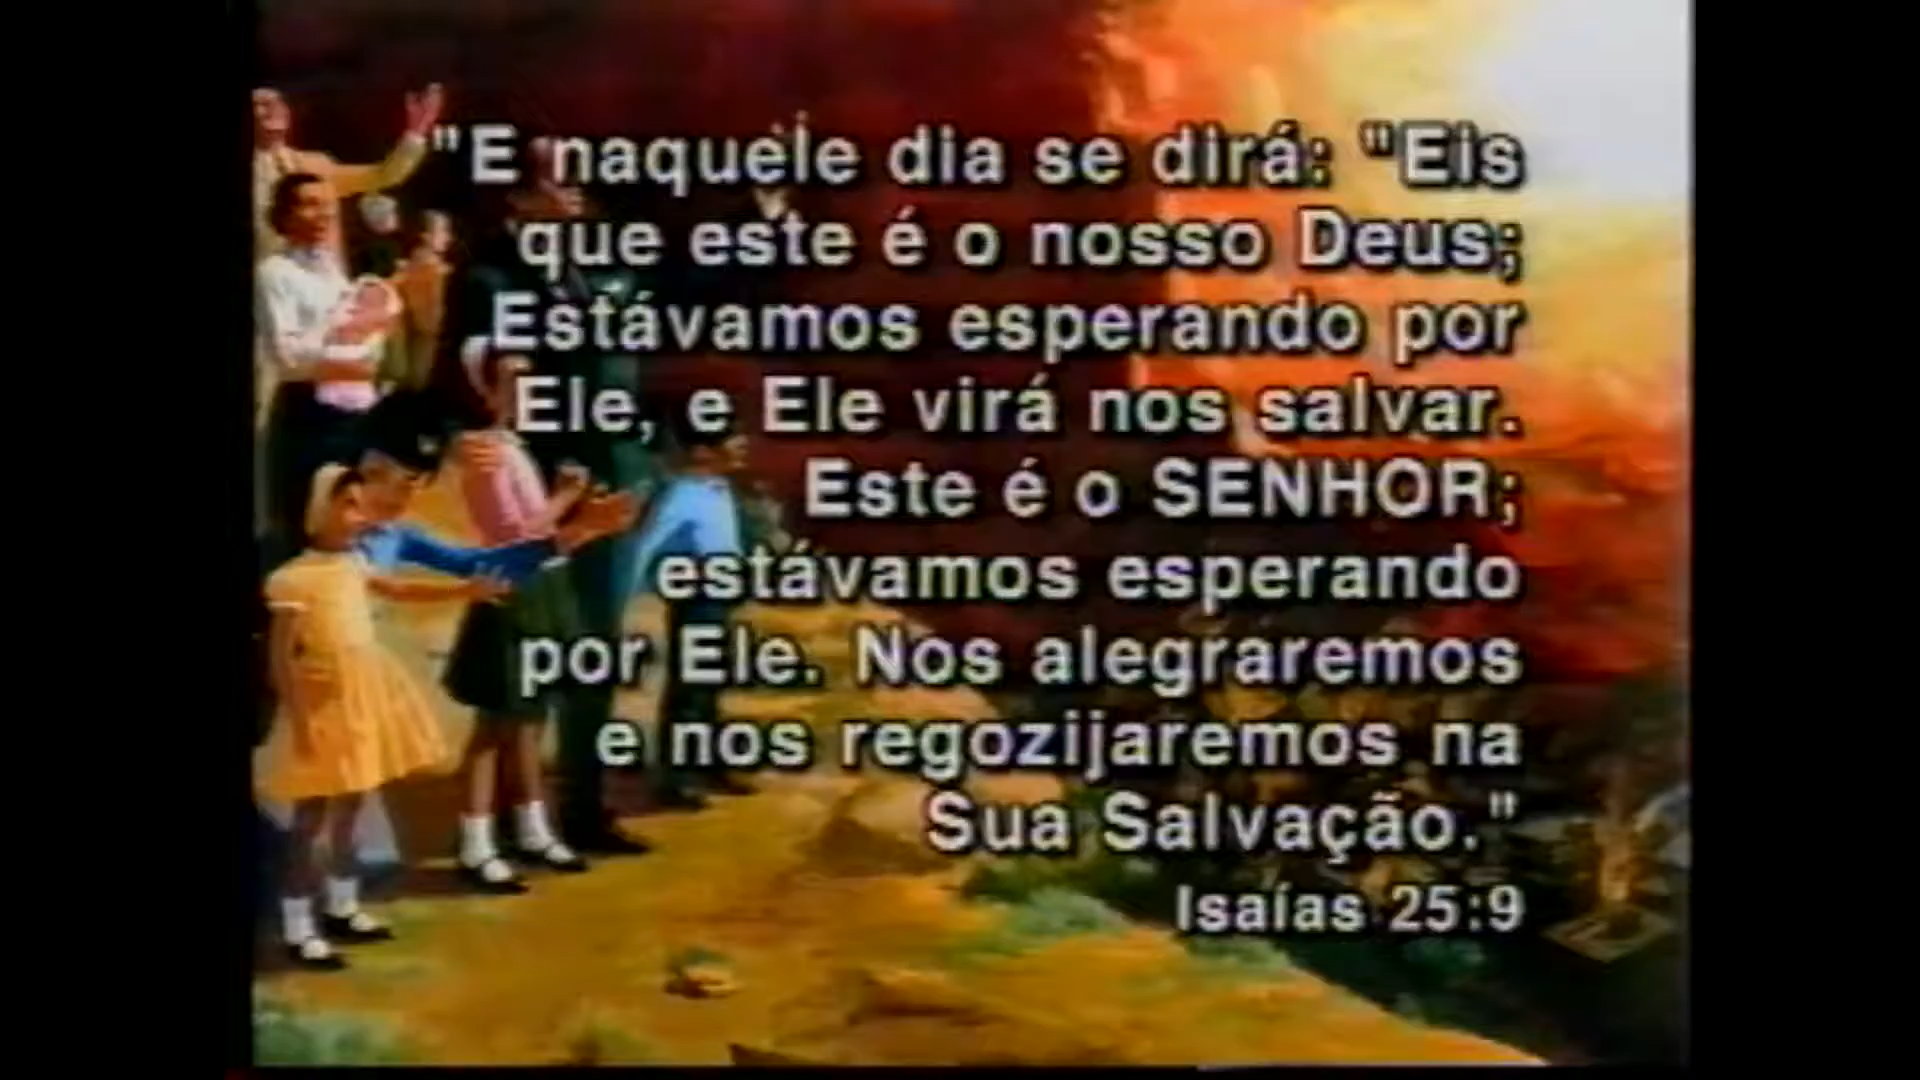 "E naquele dia se dirá: "Eis
que este é o nosso Deus;
Estávamos esperando por
Ele, e Ele virá nos salvar.
Este é o SENHOR;
estávamos esperando
por Ele. Nos alegraremos
e nos regozijaremos na
Sua Salvação."
Isaías 25:9